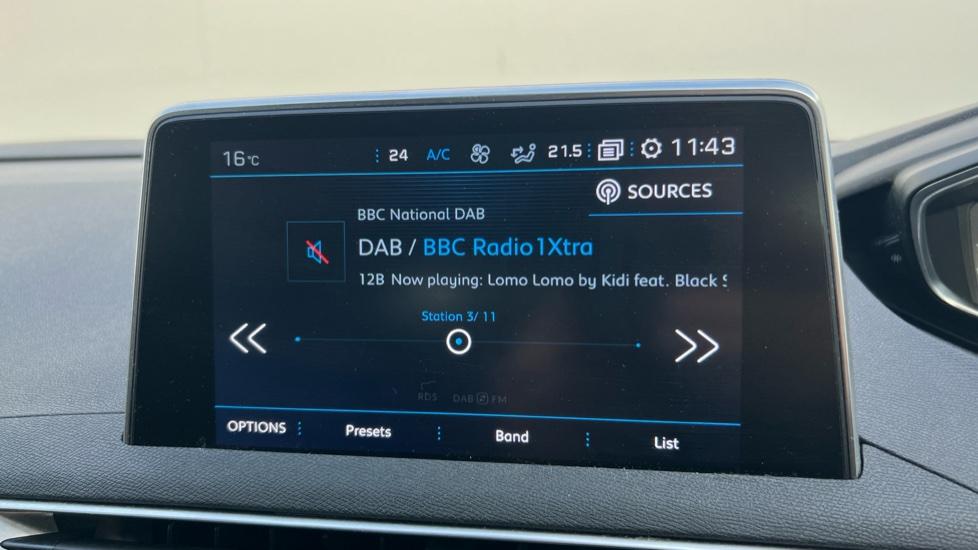 16°C 24 A/C 21.5 11:43
SOURCES
BBC National DAB
DAB / BBC Radio1Xtra
12B Now playing: Lomo Lomo by Kidi feat. Black
Station 3/ 11
RDS DAB FM
OPTIONS Presets Band List